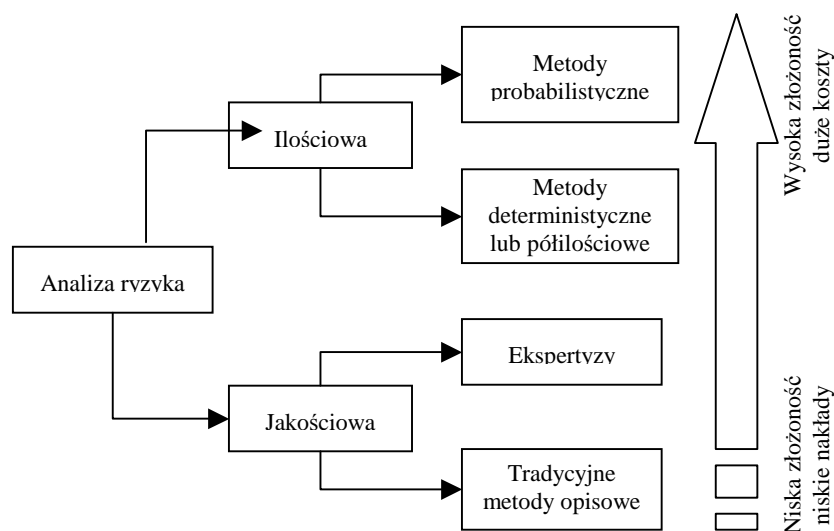 Metody
probabilistyczne
Ilościowa
Metody
deterministyczne
lub półilościowe
Analiza ryzyka
Ekspertyzy
Jakościowa
Tradycyjne
metody opisowe
Wysoka złożoność
duże koszty
Niska złożoność
niskie nakłady